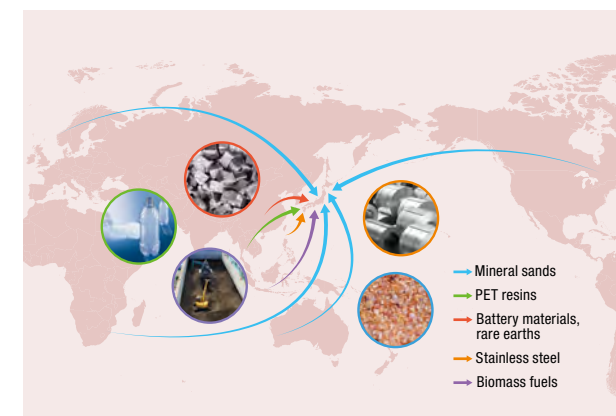 Mineral sands
PET resins
Battery materials,
rare earths
Stainless steel
Biomass fuels